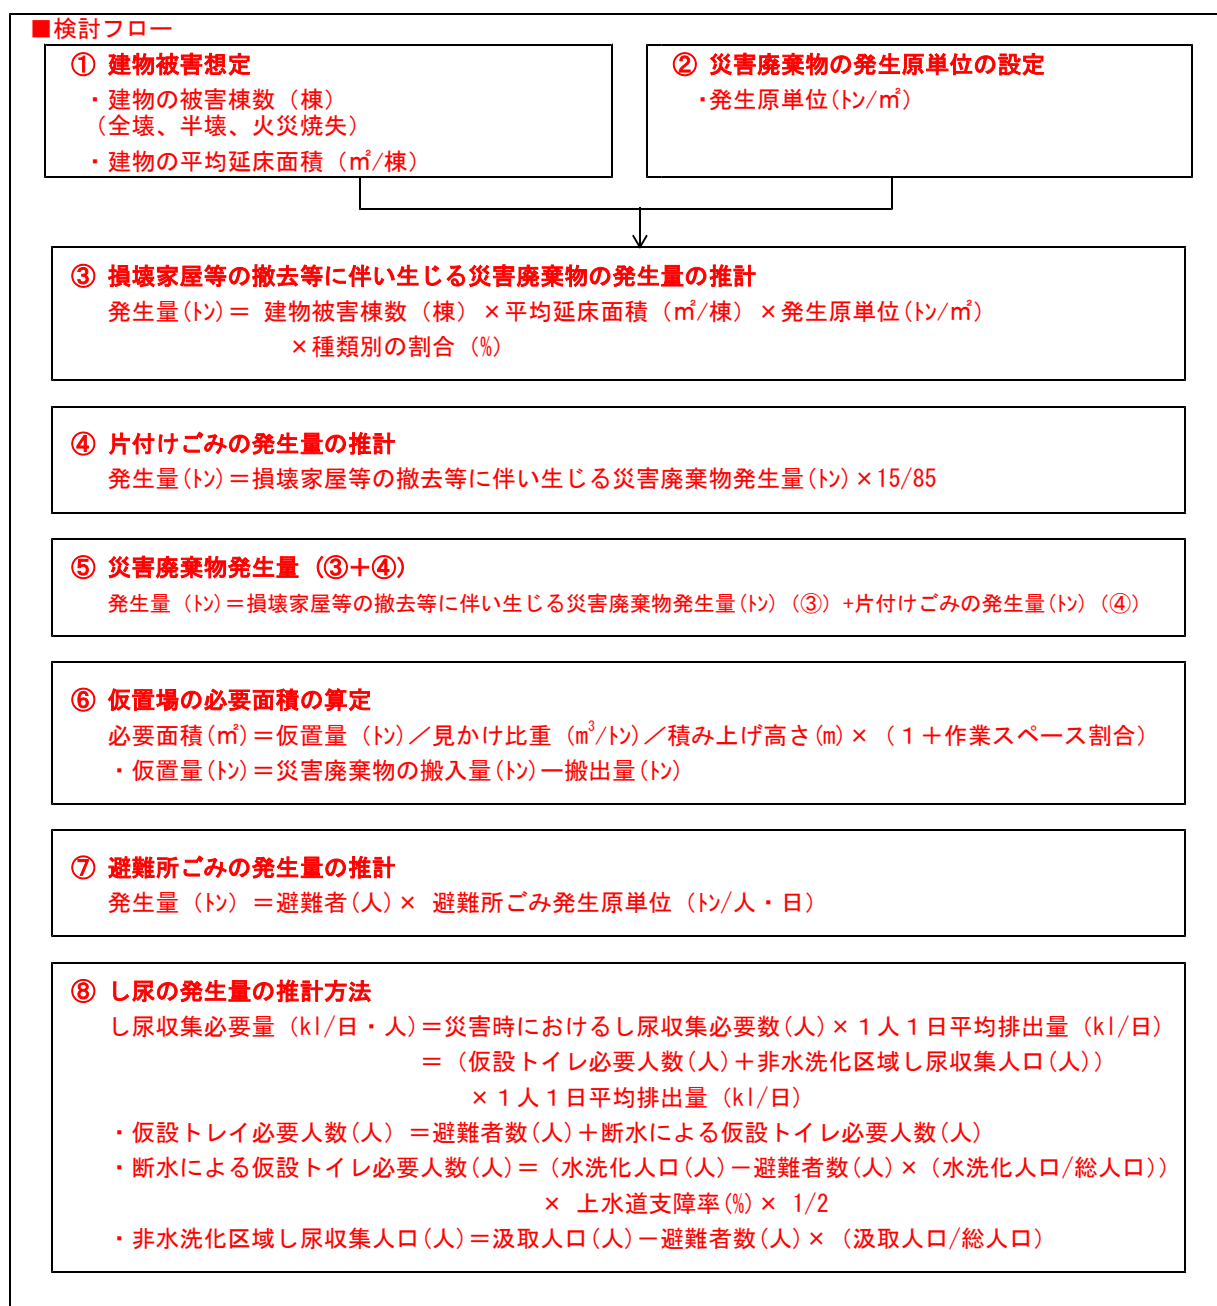 ■検討フロー
① 建物被害想定
・建物の被害棟数（棟）
（全壊、半壊、火災焼失）
・建物の平均延床面積（㎡/棟）
② 災害廃棄物の発生原単位の設定
・発生原単位(ﾄﾝ/㎡)
③ 損壊家屋等の撤去等に伴い生じる災害廃棄物の発生量の推計
発生量(ﾄﾝ)＝ 建物被害棟数（棟）×平均延床面積（㎡/棟）×発生原単位(ﾄﾝ/㎡)
×種類別の割合（%）
④ 片付けごみの発生量の推計
発生量(ﾄﾝ)＝損壊家屋等の撤去等に伴い生じる災害廃棄物発生量(ﾄﾝ)×15/85
⑤ 災害廃棄物発生量（③＋④）
発生量（ﾄﾝ)＝損壊家屋等の撤去等に伴い生じる災害廃棄物発生量(ﾄﾝ)（③）+片付けごみの発生量(ﾄﾝ)（④）
⑥ 仮置場の必要面積の算定
必要面積(㎡)＝仮置量（ﾄﾝ)／見かけ比重（m³/ﾄﾝ)／積み上げ高さ(m)×（１＋作業スペース割合）
・仮置量(ﾄﾝ)＝災害廃棄物の搬入量(ﾄﾝ)ー搬出量(ﾄﾝ)
⑦ 避難所ごみの発生量の推計
発生量（ﾄﾝ）＝避難者(人)× 避難所ごみ発生原単位（ﾄﾝ/人・日）
⑧ し尿の発生量の推計方法
し尿収集必要量（kl/日・人)＝災害時におけるし尿収集必要数(人)×１人１日平均排出量（kl/日）
＝（仮設トイレ必要人数(人)＋非水洗化区域し尿収集人口(人)）
×１人１日平均排出量（kl/日）
・仮設トレイ必要人数(人）＝避難者数(人)＋断水による仮設トイレ必要人数(人)
・断水による仮設トイレ必要人数(人)＝（水洗化人口(人)－避難者数(人)×（水洗化人口/総人口)）
× 上水道支障率(%)× 1/2
・非水洗化区域し尿収集人口(人)＝汲取人口(人)－避難者数(人)×（汲取人口/総人口）